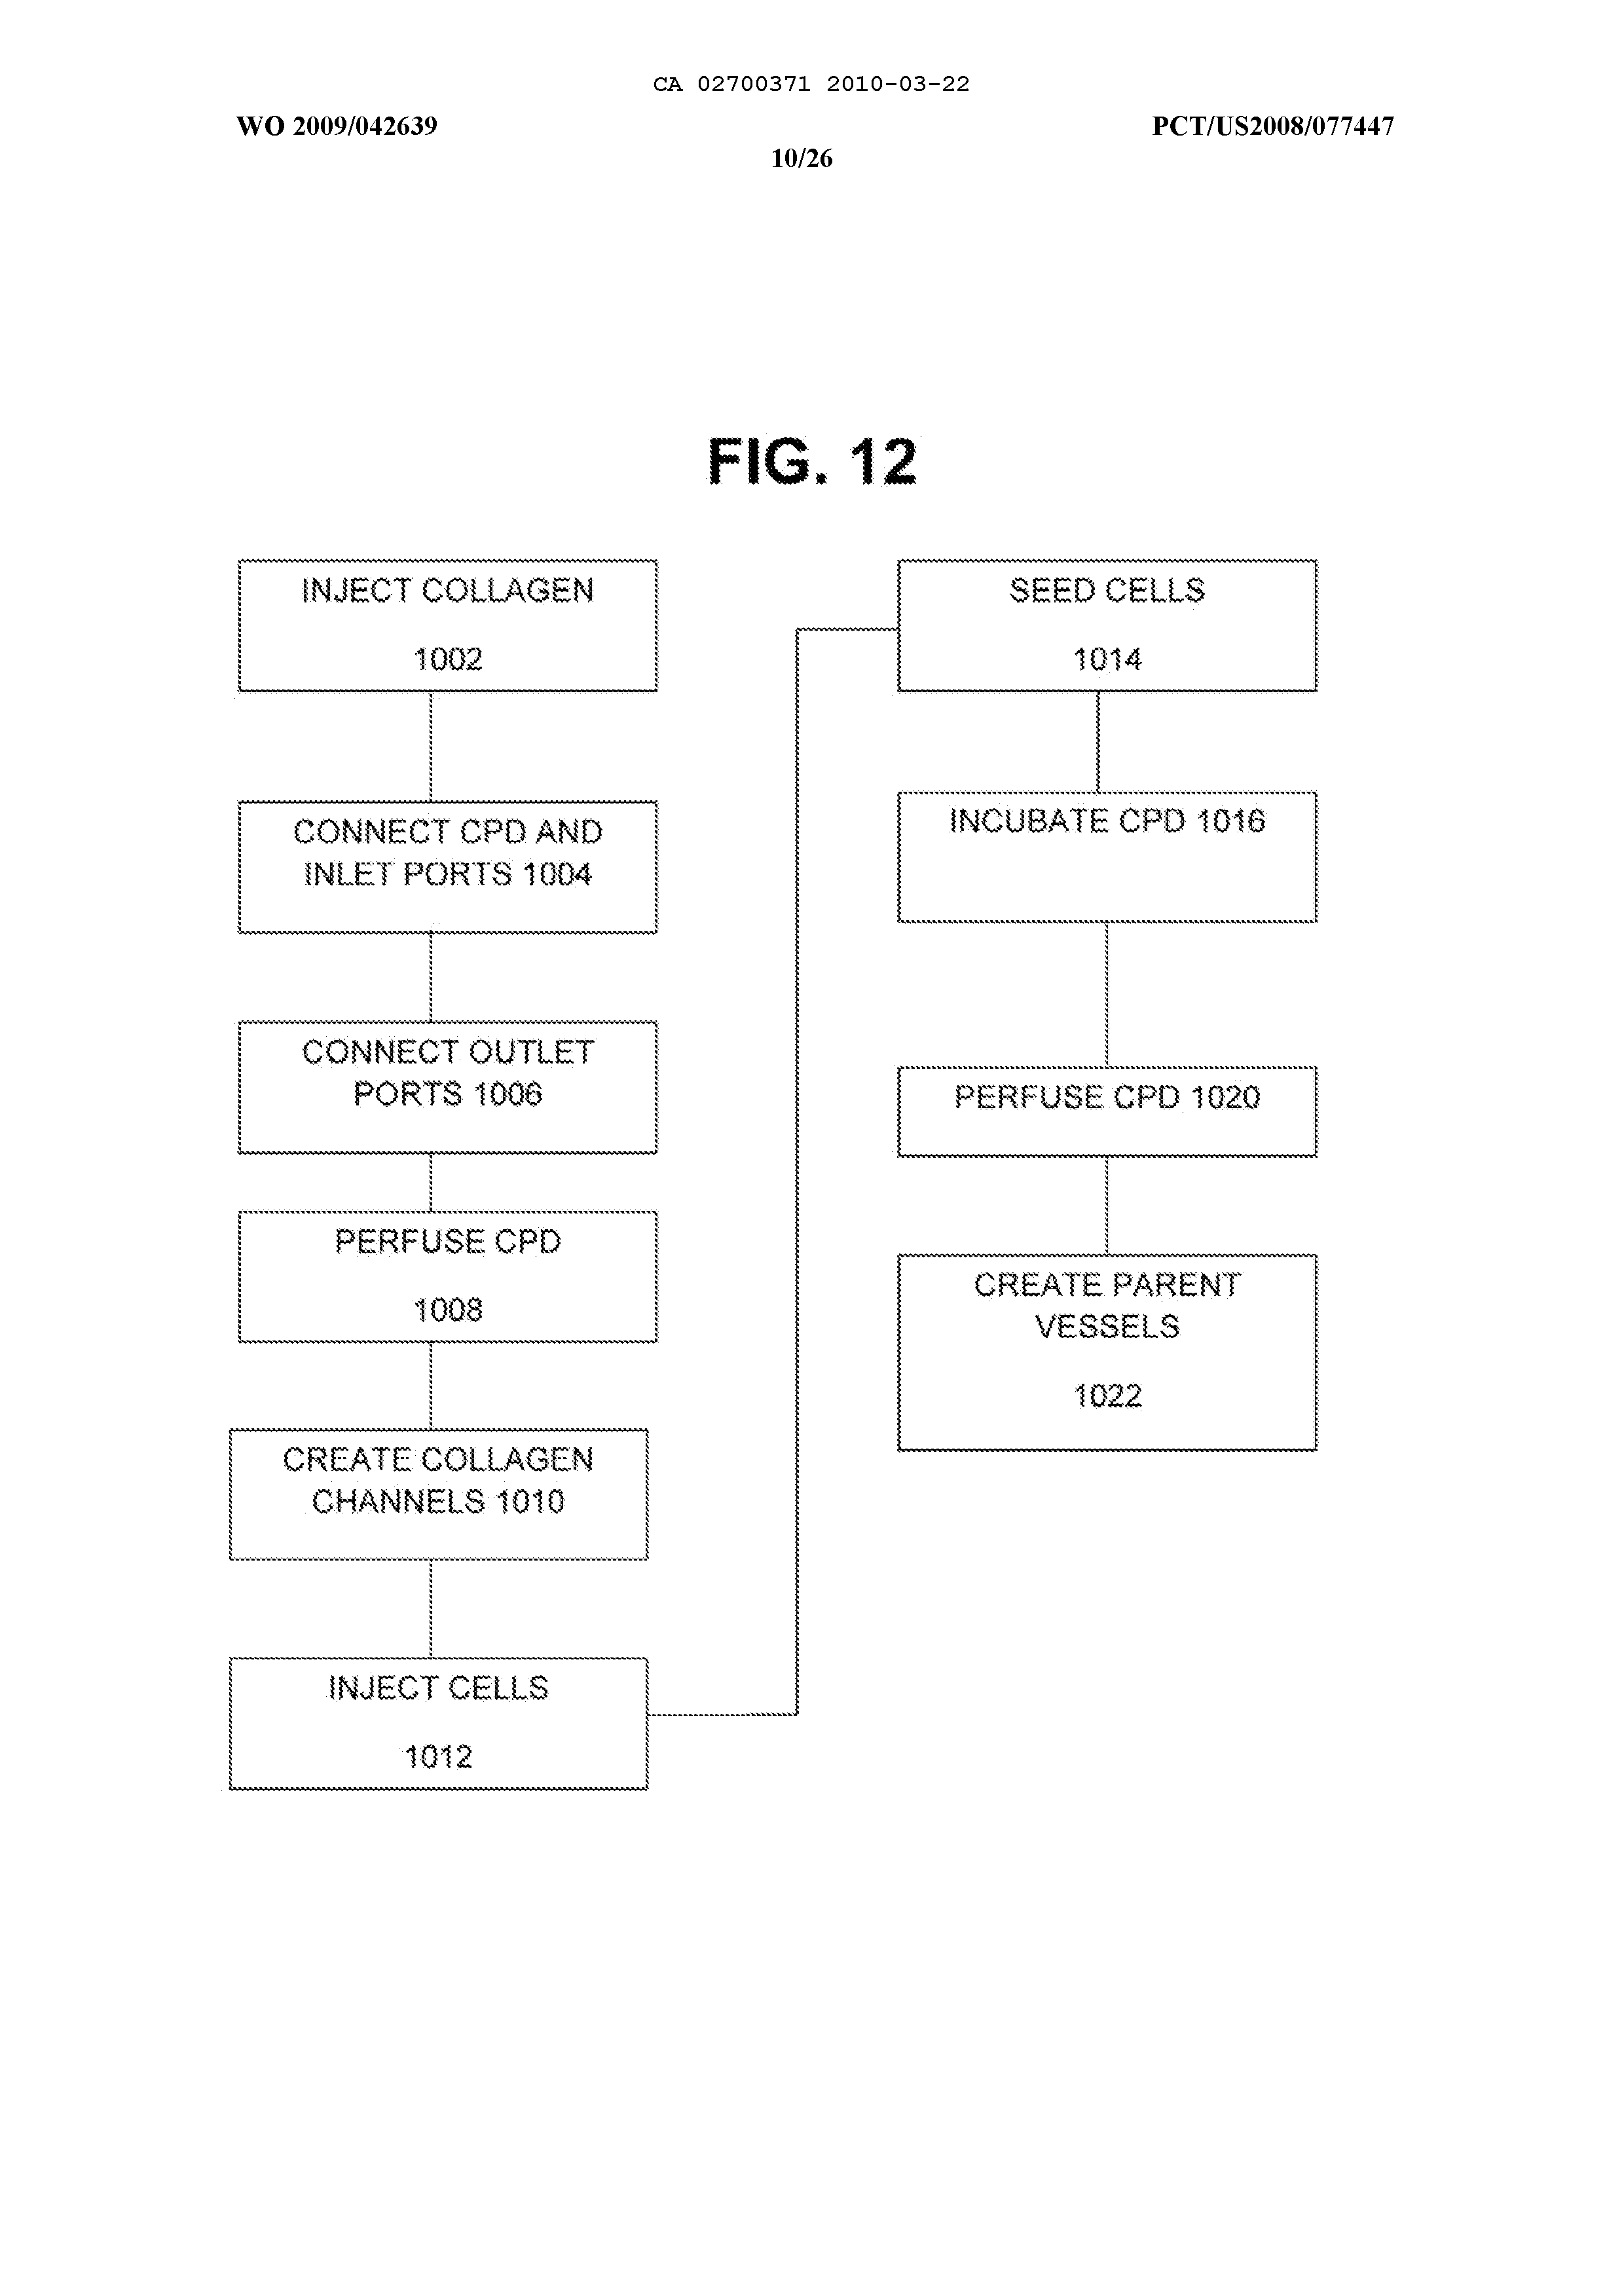 CA 02700371 2010-03-22
WO 2009/042639
PCT/US2008/077447
10/26
FIG. 12
INJECT COLLAGEN
1002
CONNECT CPD AND
INLET PORTS 1004
CONNECT OUTLET
PORTS 1006
PERFUSE CPD
1008
CREATE COLLAGEN
CHANNELS 1010
INJECT CELLS
1012
SEED CELLS
1014
INCUBATE CPD 1016
PERFUSE CPD 1020
CREATE PARENT
VESSELS
1022